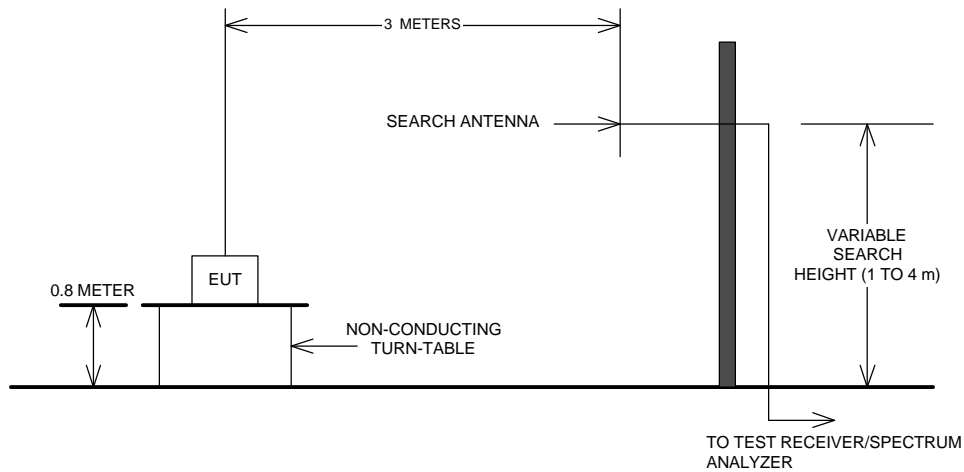 3 METERS
SEARCH ANTENNA
VARIABLE
SEARCH
HEIGHT (1 TO 4 m)
EUT
0.8 METER
NON-CONDUCTING
TURN-TABLE
TO TEST RECEIVER/SPECTRUM
ANALYZER